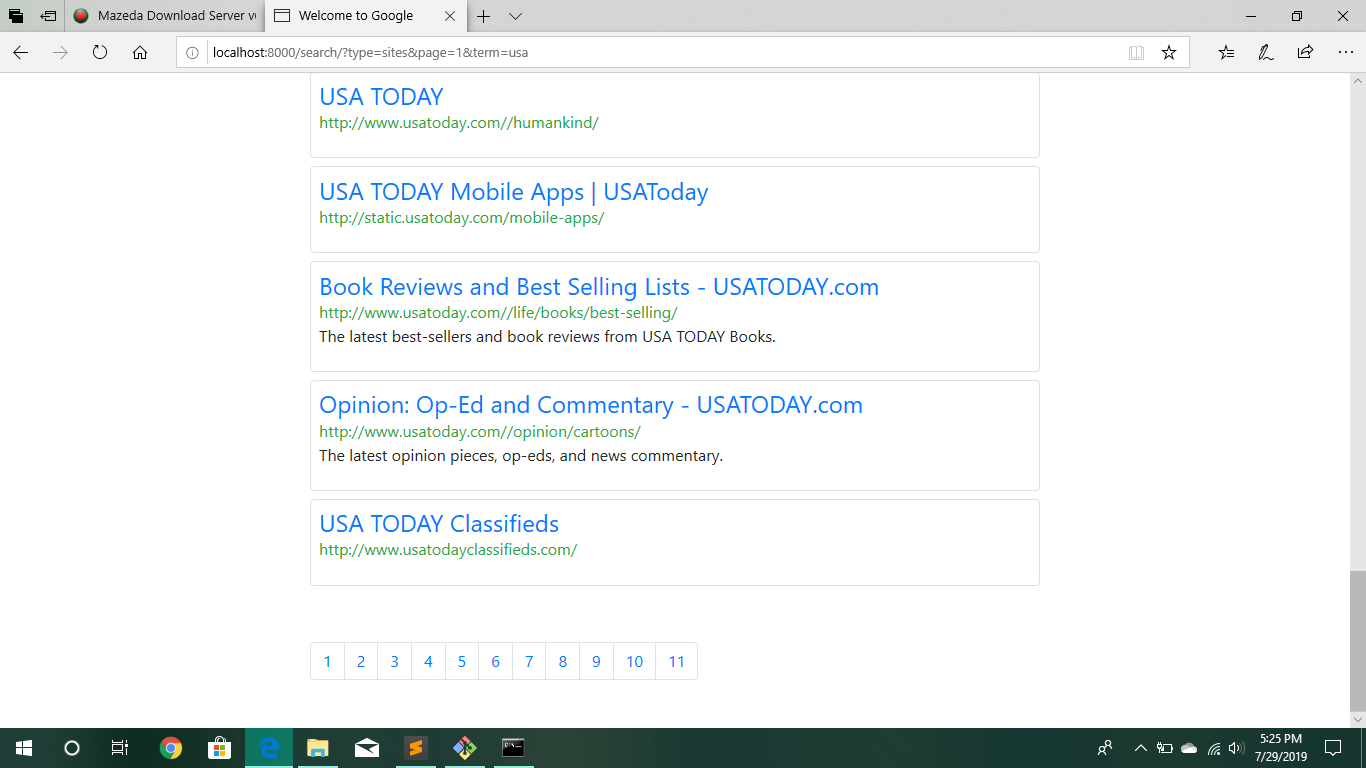 Mazeda Download Server v
Welcome to Google
localhost:8000/search/?type=sites&page=1&term=usa
USA TODAY
http://www.usatoday.com//humankind/
USA TODAY Mobile Apps | USAToday
http://static.usatoday.com/mobile-apps/
Book Reviews and Best Selling Lists - USATODAY.com
http://www.usatoday.com//life/books/best-selling/
The latest best-sellers and book reviews from USA TODAY Books.
Opinion: Op-Ed and Commentary - USATODAY.com
http://www.usatoday.com//opinion/cartoons/
The latest opinion pieces, op-eds, and news commentary.
USA TODAY Classifieds
http://www.usatodayclassifieds.com/
1 2 3 4 5 6 7 8 9 10 11
5:25 PM
7/29/2019